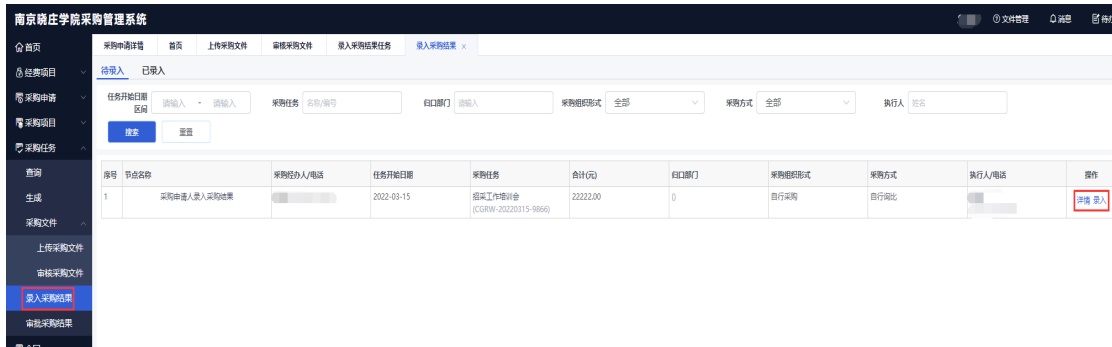 南京晓庄学院采购管理系统
文件管理 消息 待
首页 采购申请详情 首页 上传采购文件 审核采购文件 录入采购结果任务 录入采购结果 ×
经费项目 待录入 已录入
采购申请 任务开始日期区间 请输入 - 请输入 采购任务 名称/编号 归口部门 请输入 采购组织形式 全部 采购方式 全部 执行人 姓名
采购项目 搜索 重置
采购任务
查询 序号 节点名称 采购经办人/电话 任务开始日期 采购任务 合计(元) 归口部门 采购组织形式 采购方式 执行人/电话 操作
生成 1 采购申请人录入采购结果 2022-03-15 招采工作培训会 22222.00 0 自行采购 自行询比 详情 录入
(CGRW-20220315-9866)
采购文件
上传采购文件
审核采购文件
录入采购结果
审批采购结果